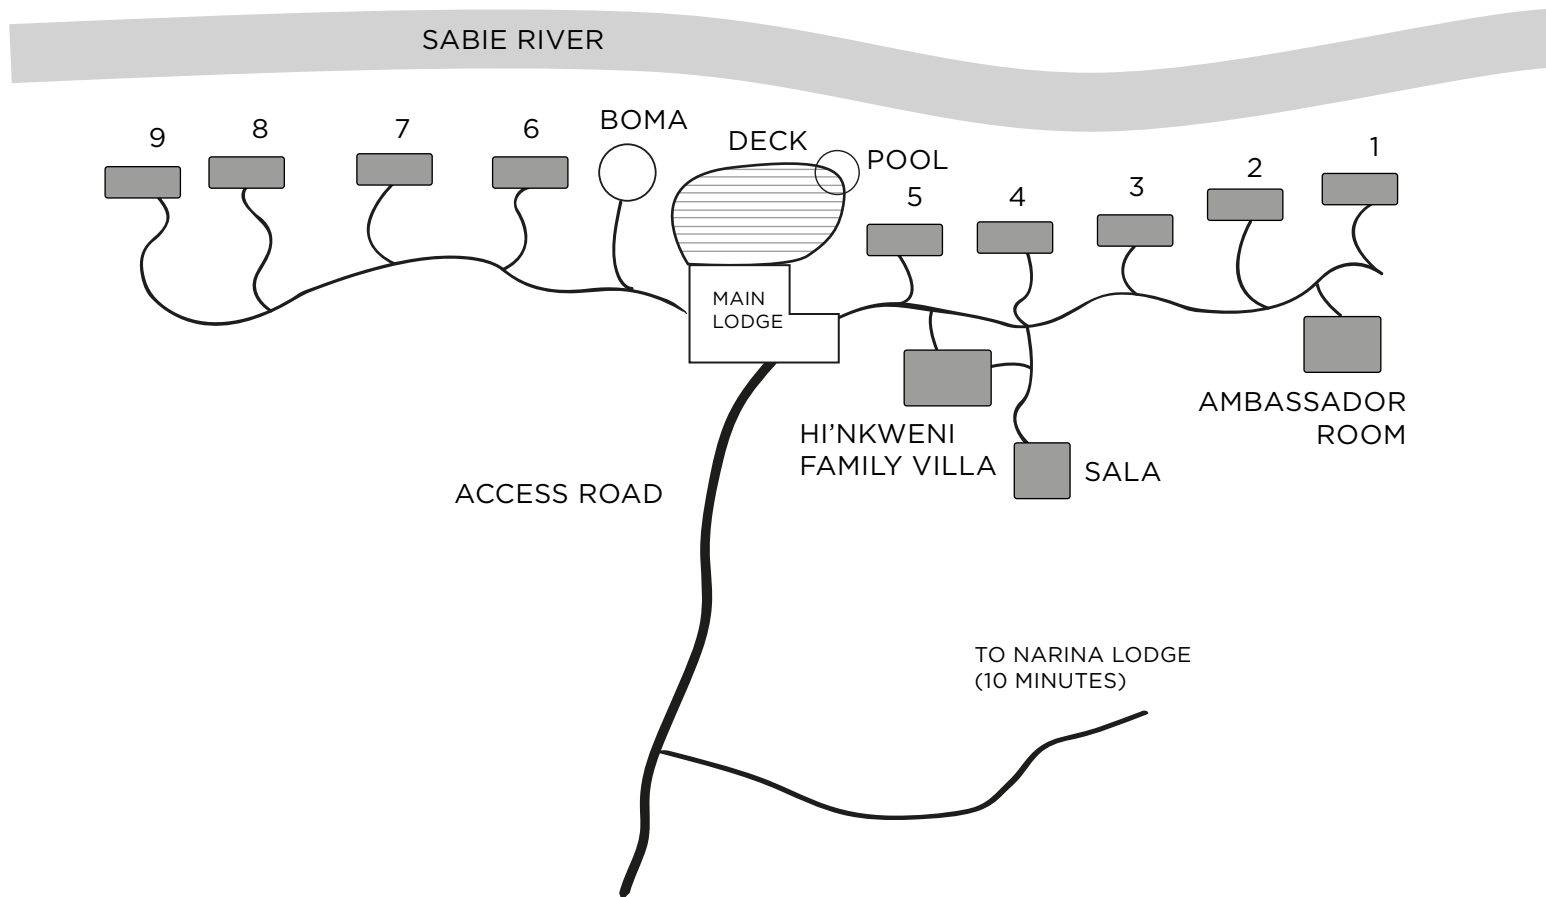 SABIE RIVER
9
8
7
6
BOMA
DECK
POOL
5
4
3
2
1
MAIN
LODGE
AMBASSADOR
ROOM
HI’NKWENI
FAMILY VILLA
SALA
ACCESS ROAD
TO NARINA LODGE
(10 MINUTES)